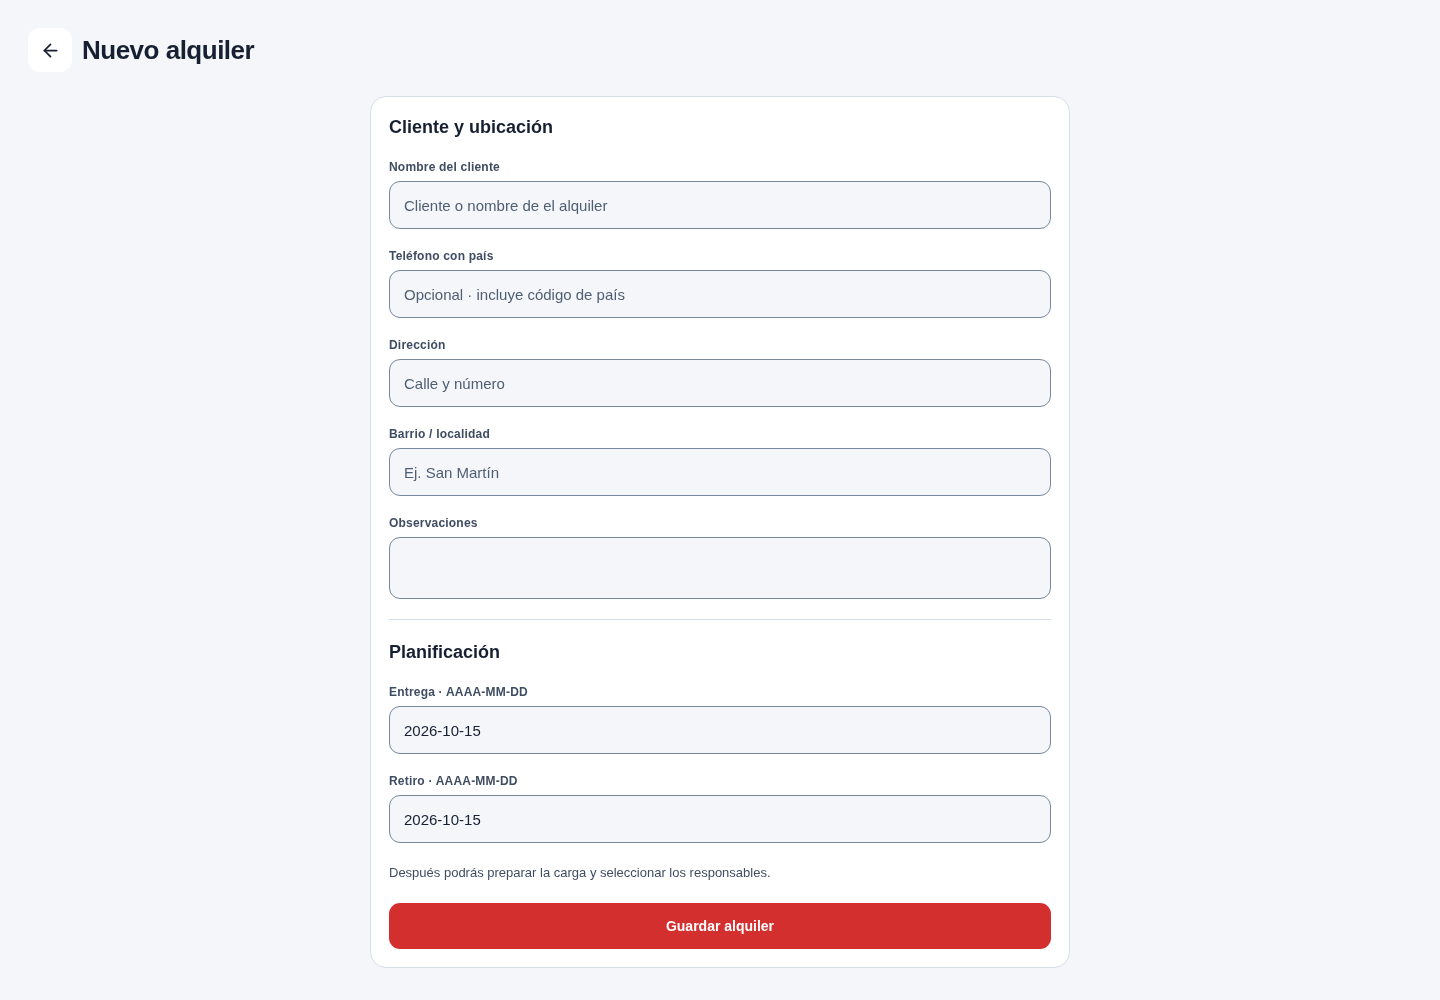 Nuevo alquiler
Cliente y ubicación
Nombre del cliente
Cliente o nombre de el alquiler
Teléfono con país
Opcional · incluye código de país
Dirección
Calle y número
Barrio / localidad
Ej. San Martín
Observaciones
Planificación
Entrega · AAAA-MM-DD
2026-10-15
Retiro · AAAA-MM-DD
2026-10-15
Después podrás preparar la carga y seleccionar los responsables.
Guardar alquiler